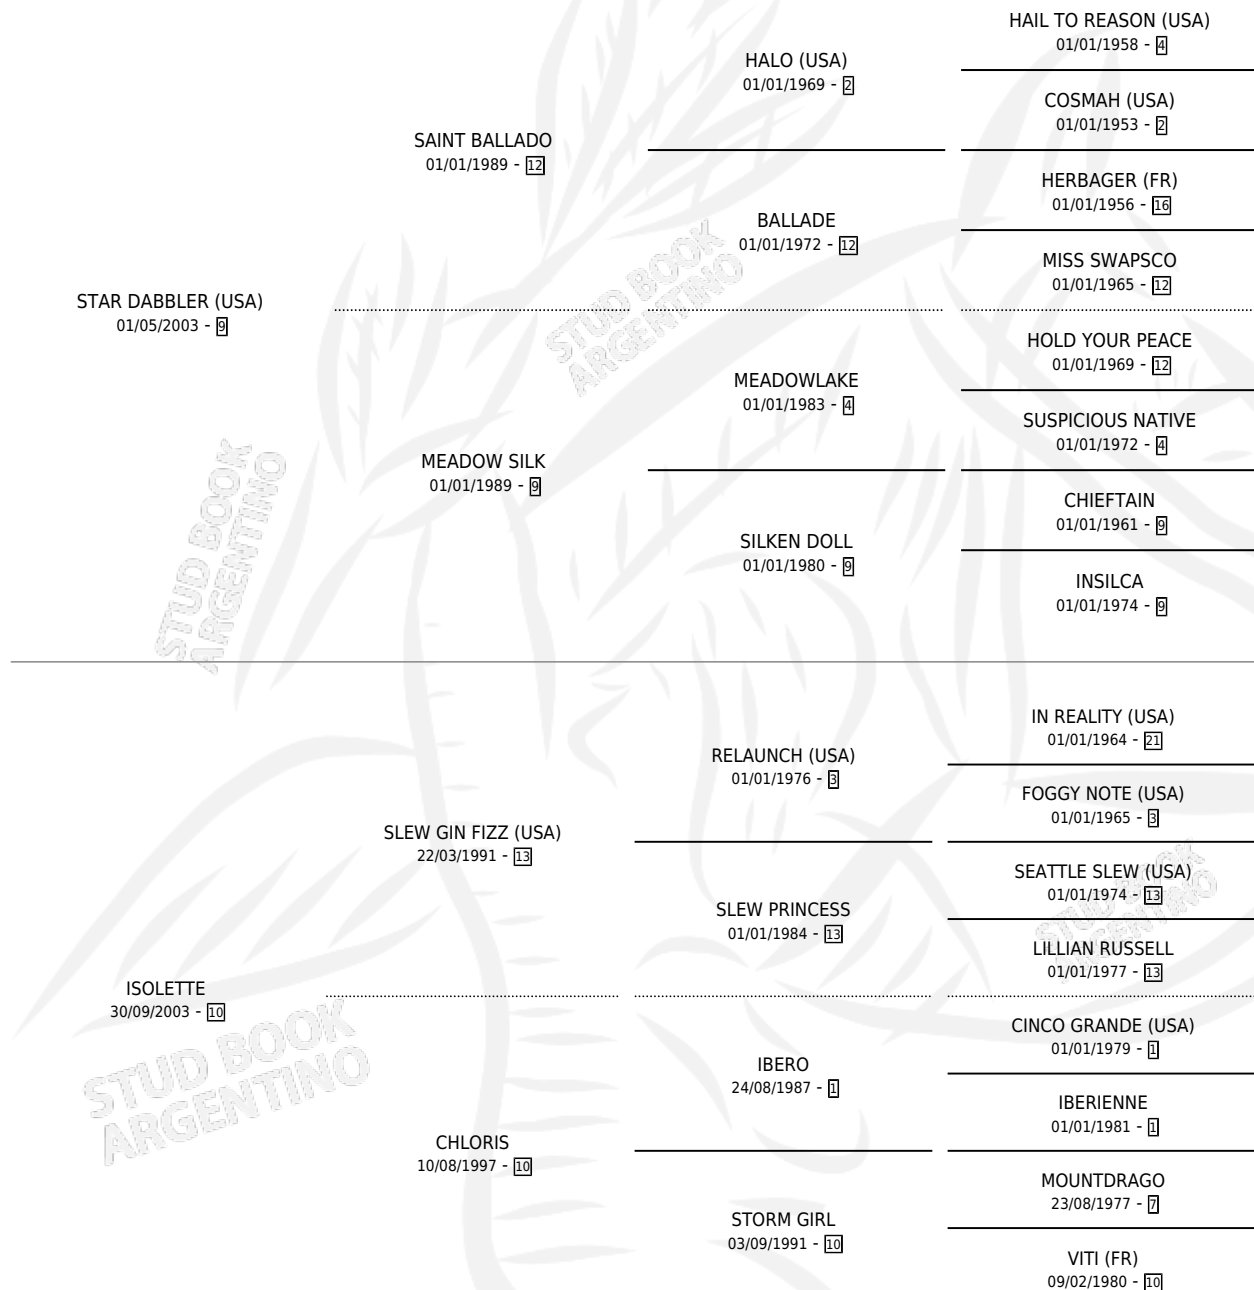 HAIL TO REASON (USA)
01/01/1958 - 4
HALO (USA)
01/01/1969 - 2
COSMAH (USA)
01/01/1953 - 2
SAINT BALLADO
01/01/1989 - 12
HERBAGER (FR)
01/01/1956 - 16
BALLADE
01/01/1972 - 12
MISS SWAPSCO
01/01/1965 - 12
STAR DABBLER (USA)
01/05/2003 - 9
HOLD YOUR PEACE
01/01/1969 - 12
MEADOWLAKE
01/01/1983 - 4
SUSPICIOUS NATIVE
01/01/1972 - 4
MEADOW SILK
01/01/1989 - 9
CHIEFTAIN
01/01/1961 - 9
SILKEN DOLL
01/01/1980 - 9
INSILCA
01/01/1974 - 9
IN REALITY (USA)
01/01/1964 - 21
RELAUNCH (USA)
01/01/1976 - 3
FOGGY NOTE (USA)
01/01/1965 - 3
SLEW GIN FIZZ (USA)
22/03/1991 - 13
SEATTLE SLEW (USA)
01/01/1974 - 13
SLEW PRINCESS
01/01/1984 - 13
LILLIAN RUSSELL
01/01/1977 - 13
ISOLETTE
30/09/2003 - 10
CINCO GRANDE (USA)
01/01/1979 - 1
IBERO
24/08/1987 - 1
IBERIENNE
01/01/1981 - 1
CHLORIS
10/08/1997 - 10
MOUNTDRAGO
23/08/1977 - 7
STORM GIRL
03/09/1991 - 10
VITI (FR)
09/02/1980 - 10
STUD BOOK
ARGENTINO
STUD BOOK
ARGENTINO
STUD BOOK
ARGENTINO
STUD BOOK
ARGENTINO